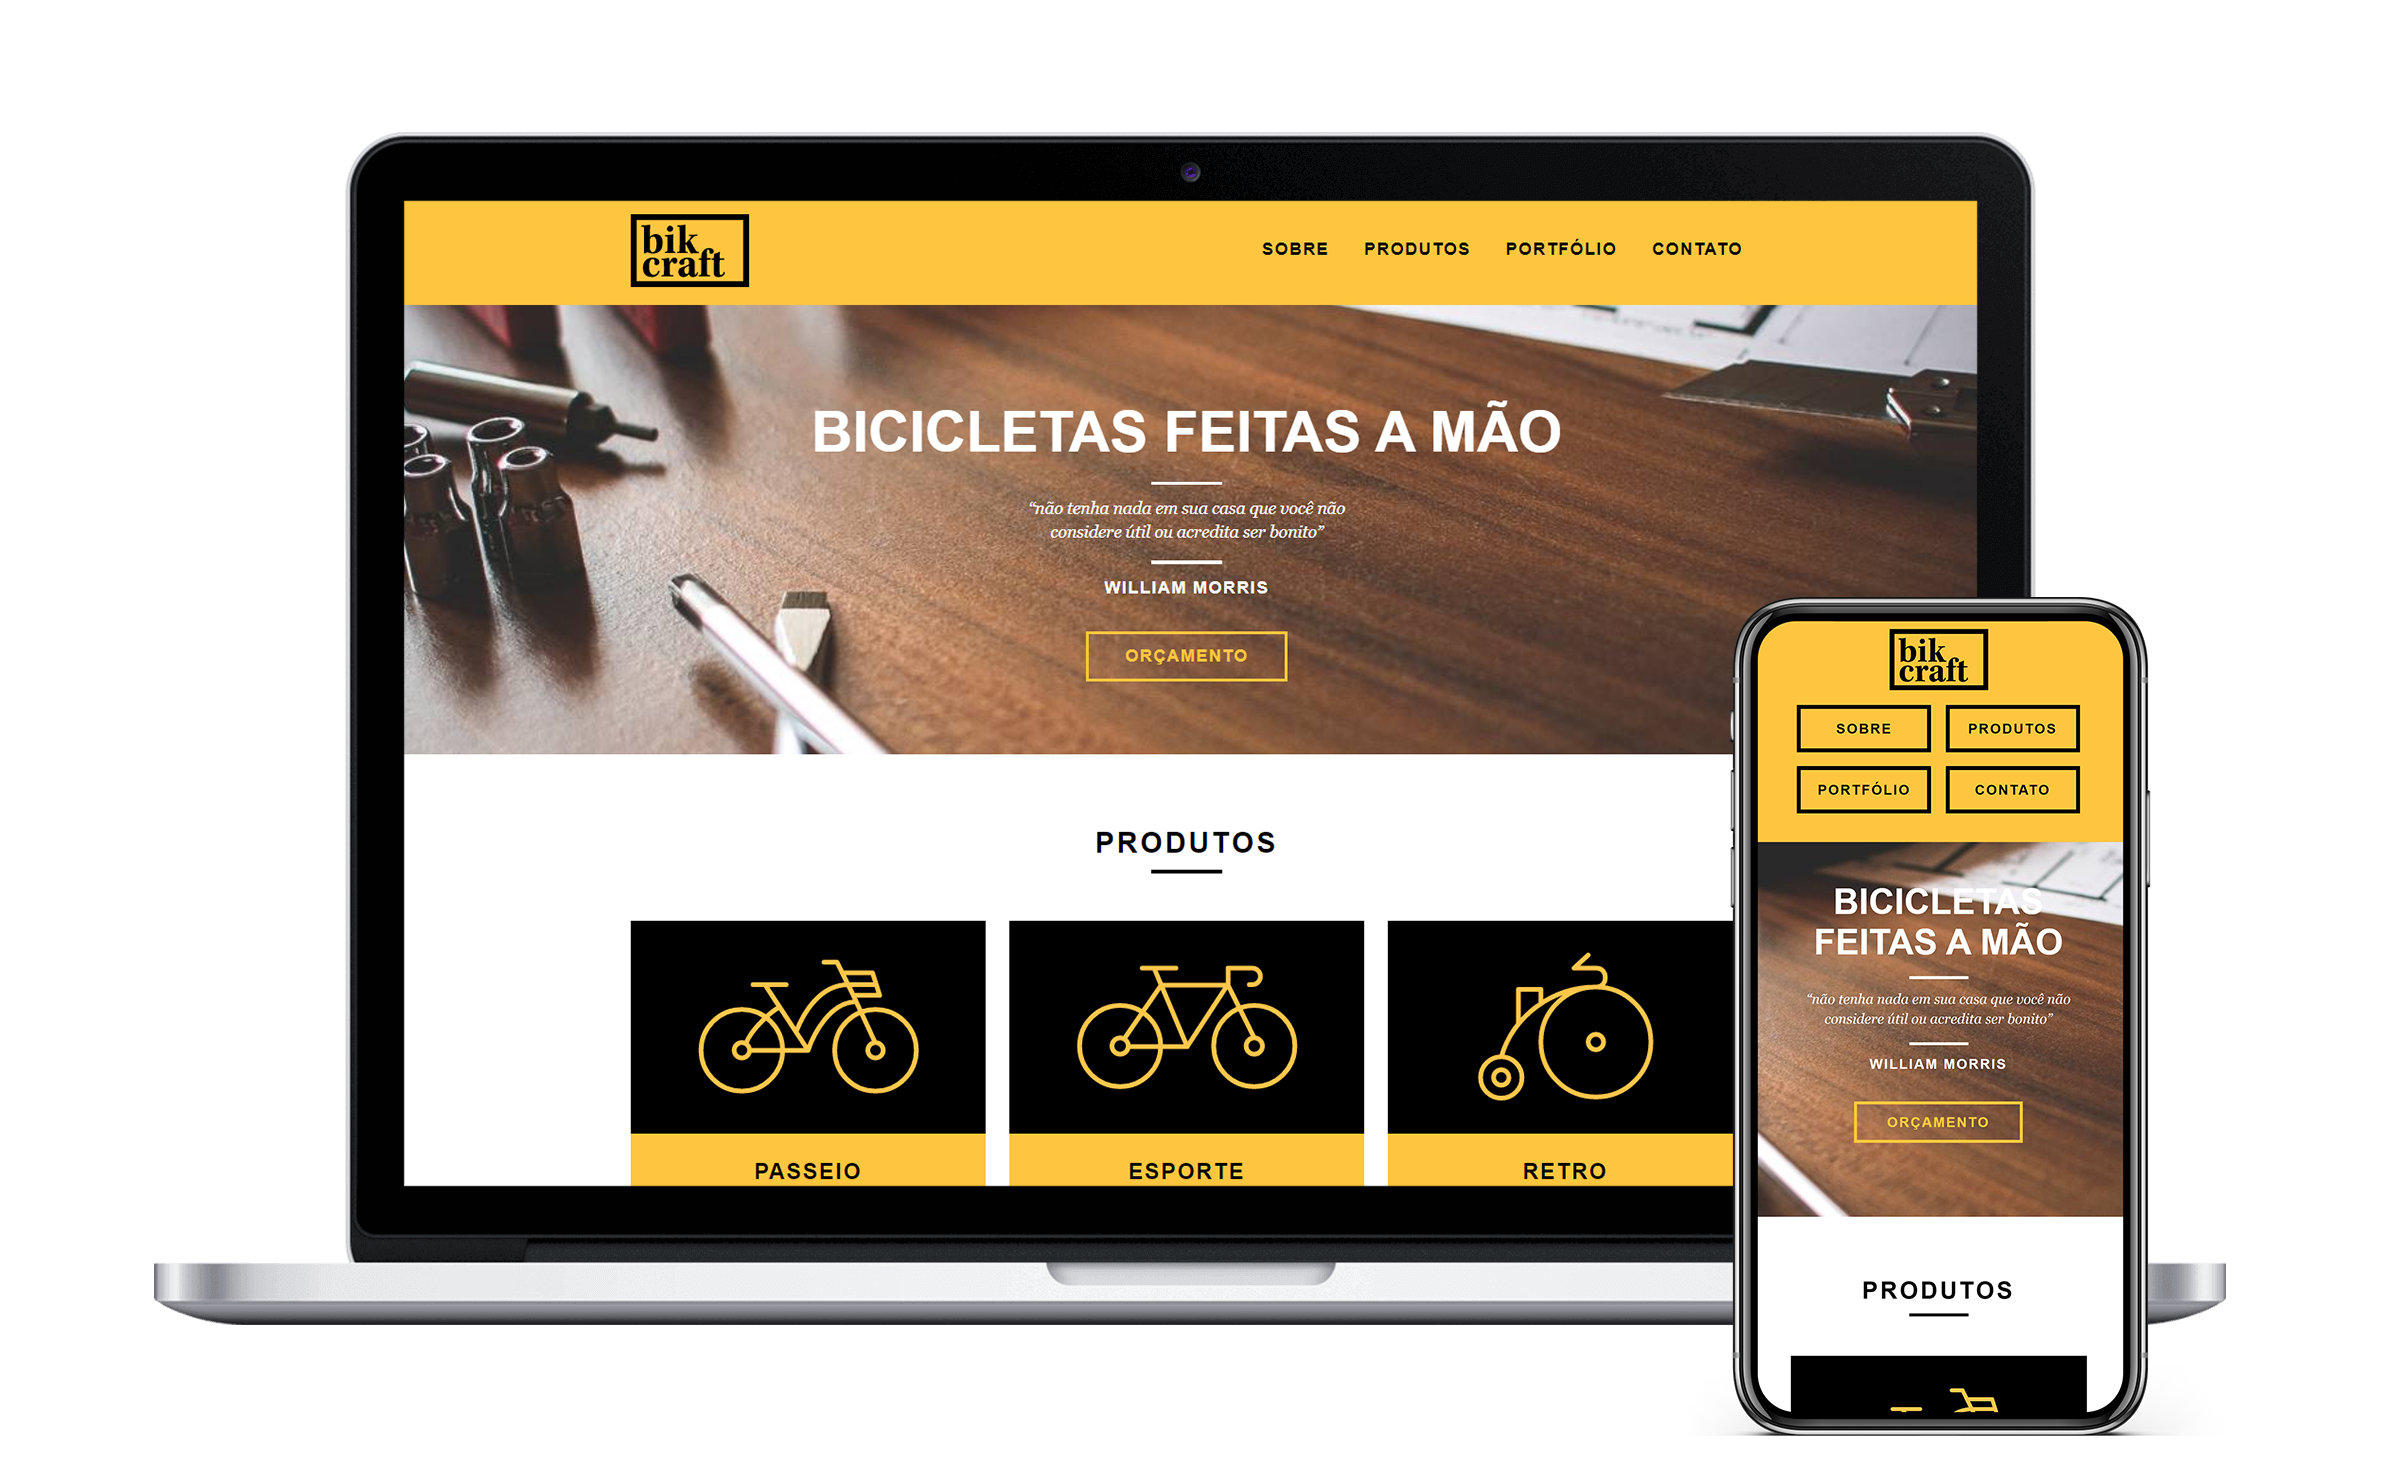 bik
craft
SOBRE PRODUTOS PORTFÓLIO CONTATO
BICICLETAS FEITAS A MÃO
“não tenha nada em sua casa que você não
considere útil ou acredita ser bonito”
WILLIAM MORRIS
ORÇAMENTO
PRODUTOS
PASSEIO ESPORTE RETRO
bik
craft
SOBRE PRODUTOS
PORTFÓLIO CONTATO
BICICLETAS
FEITAS A MÃO
“não tenha nada em sua casa que você não
considere útil ou acredita ser bonito”
WILLIAM MORRIS
ORÇAMENTO
PRODUTOS